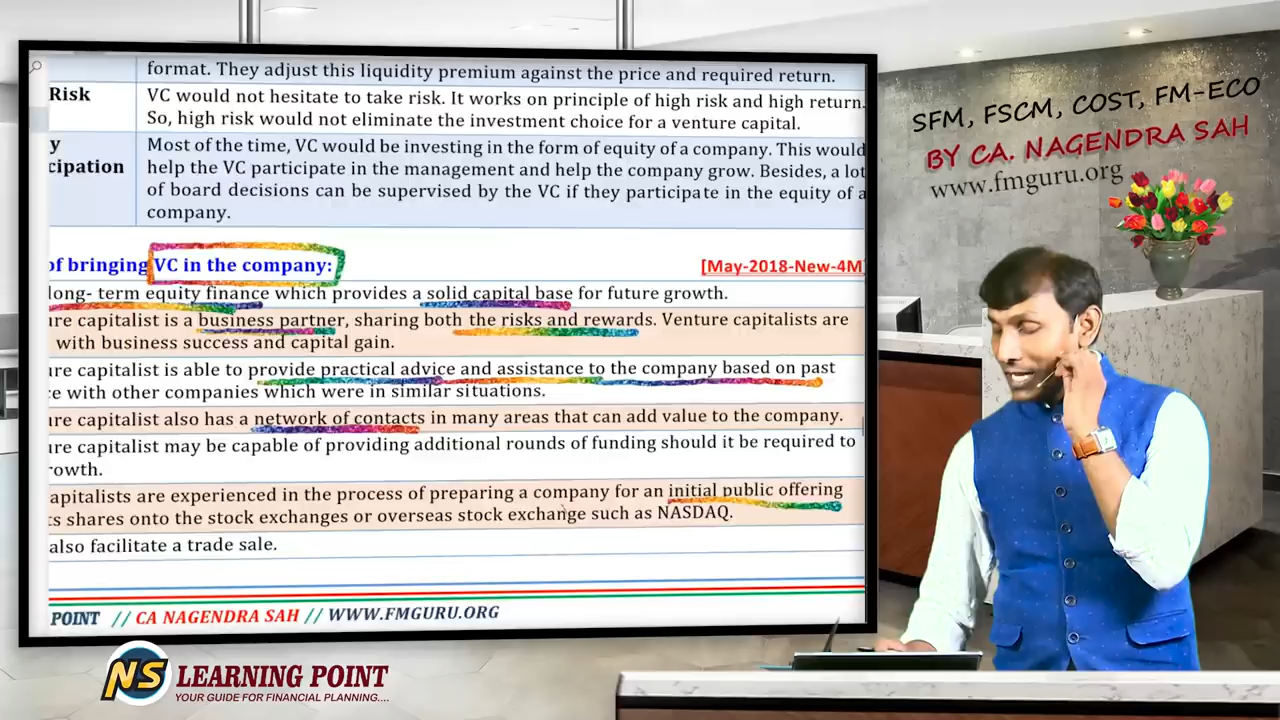 format. They adjust this liquidity premium against the price and required return.
Risk
VC would not hesitate to take risk. It works on principle of high risk and high return.
So, high risk would not eliminate the investment choice for a venture capital.
y
cipation
Most of the time, VC would be investing in the form of equity of a company. This would
help the VC participate in the management and help the company grow. Besides, a lot
of board decisions can be supervised by the VC if they participate in the equity of a
company.
of bringing VC in the company:
[May-2018-New-4M
long- term equity finance which provides a solid capital base for future growth.
ure capitalist is a business partner, sharing both the risks and rewards. Venture capitalists are
with business success and capital gain.
ure capitalist is able to provide practical advice and assistance to the company based on past
ce with other companies which were in similar situations.
ure capitalist also has a network of contacts in many areas that can add value to the company.
ure capitalist may be capable of providing additional rounds of funding should it be required to
rowth.
apitalists are experienced in the process of preparing a company for an initial public offering
ts shares onto the stock exchanges or overseas stock exchange such as NASDAQ.
also facilitate a trade sale.
POINT // CA NAGENDRA SAH // WWW.FMGURU.ORG
SFM, FSCM, COST, FM-ECO
BY CA. NAGENDRA SAH
www.fmguru.org
NS LEARNING POINT
YOUR GUIDE FOR FINANCIAL PLANNING....